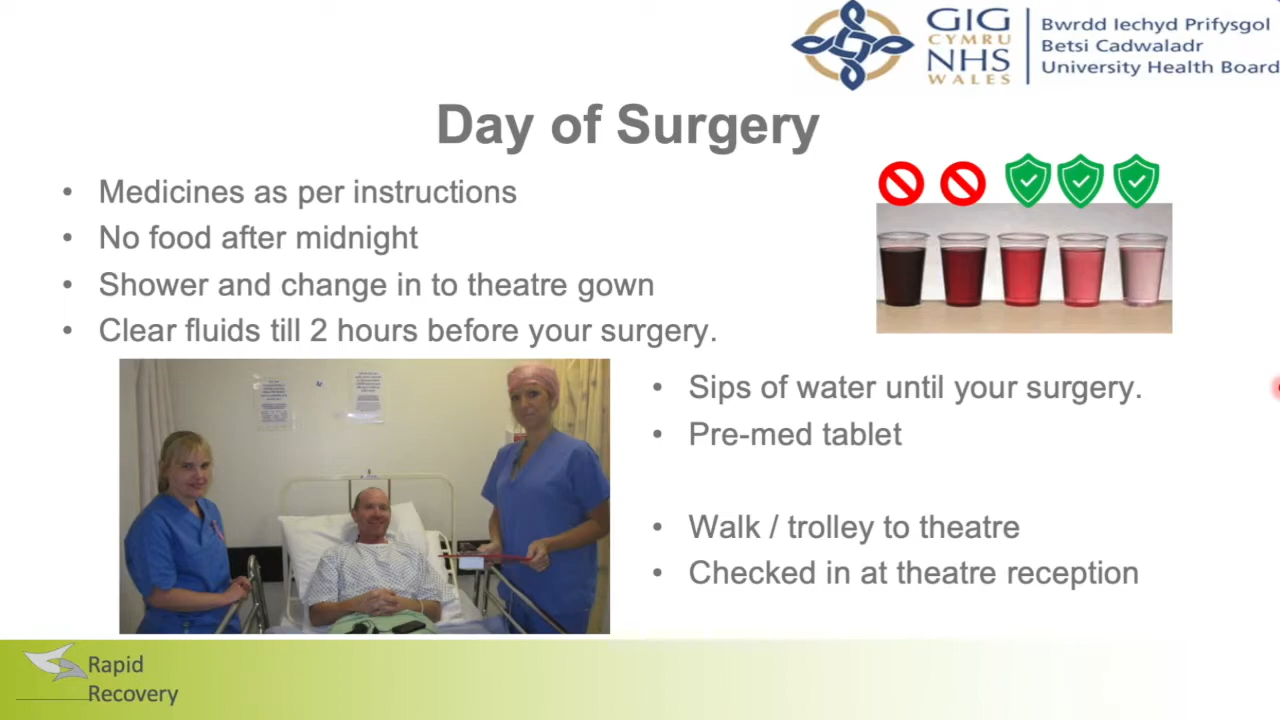 GIG
CYMRU
NHS
WALES
Bwrdd Iechyd Prifysgol
Betsi Cadwaladr
University Health Board
Day of Surgery
• Medicines as per instructions
• No food after midnight
• Shower and change in to theatre gown
• Clear fluids till 2 hours before your surgery.
• Sips of water until your surgery.
• Pre-med tablet
• Walk / trolley to theatre
• Checked in at theatre reception
Rapid
Recovery